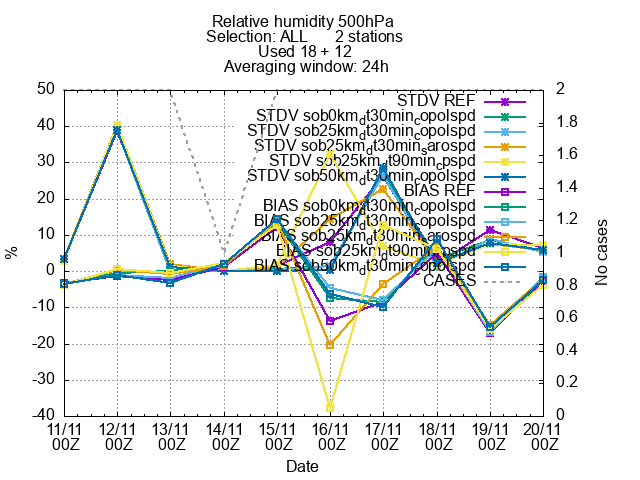 Relative humidity 500hPa
Selection: ALL 2 stations
Used 18 + 12
Averaging window: 24h
50
40
30
20
10
0
-10
-20
-30
-40
%
2
1.8
1.6
1.4
1.2
1
0.8
0.6
0.4
0.2
0
No cases
STDV REF
STDV sob0km_dt30min_copolspd
STDV sob25km_dt30min_copolspd
STDV sob25km_dt30min_sarospd
STDV sob25km_dt90min_cpspd
STDV sob50km_dt30min_copolspd
BIAS REF
BIAS sob0km_dt30min_copolspd
BIAS sob25km_dt30min_copolspd
BIAS sob25km_dt30min_sarospd
BIAS sob25km_dt90min_cpspd
BIAS sob50km_dt30min_copolspd
CASES
11/11 12/11 13/11 14/11 15/11 16/11 17/11 18/11 19/11 20/11
00Z 00Z 00Z 00Z 00Z 00Z 00Z 00Z 00Z 00Z
Date